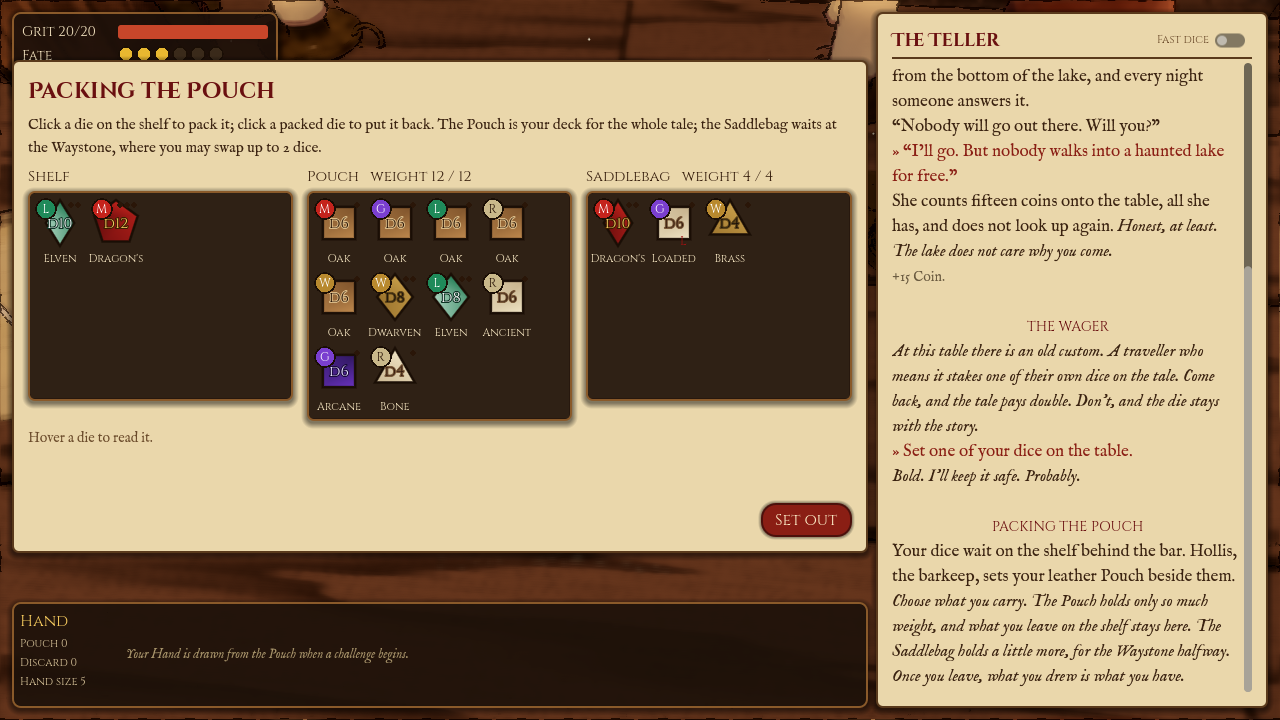 Grit 20/20
Fate
Packing the Pouch
Click a die on the shelf to pack it; click a packed die to put it back. The Pouch is your deck for the whole tale; the Saddlebag waits at
the Waystone, where you may swap up to 2 dice.
Shelf
L D10 Elven
M D12 Dragon's
Pouch Weight 12 / 12
M D6 Oak
G D6 Oak
L D6 Oak
R D6 Oak
W D6 Oak
W D8 Dwarven
L D8 Elven
R D6 Ancient
G D6 Arcane
R D4 Bone
Saddlebag Weight 4 / 4
M D10 Dragon's
G D6 Loaded
W D4 Brass
Hover a die to read it.
Set out
Hand
Pouch 0
Discard 0
Hand size 5
Your Hand is drawn from the Pouch when a challenge begins.
The Teller
Fast dice
from the bottom of the lake, and every night
someone answers it.
“Nobody will go out there. Will you?”
» “I'll go. But nobody walks into a haunted lake
for free.”
She counts fifteen coins onto the table, all she
has, and does not look up again. Honest, at least.
The lake does not care why you come.
+15 Coin.
The Wager
At this table there is an old custom. A traveller who
means it stakes one of their own dice on the tale. Come
back, and the tale pays double. Don't, and the die stays
with the story.
» Set one of your dice on the table.
Bold. I'll keep it safe. Probably.
Packing the Pouch
Your dice wait on the shelf behind the bar. Hollis,
the barkeep, sets your leather Pouch beside them.
Choose what you carry. The Pouch holds only so much
weight, and what you leave on the shelf stays here. The
Saddlebag holds a little more, for the Waystone halfway.
Once you leave, what you drew is what you have.